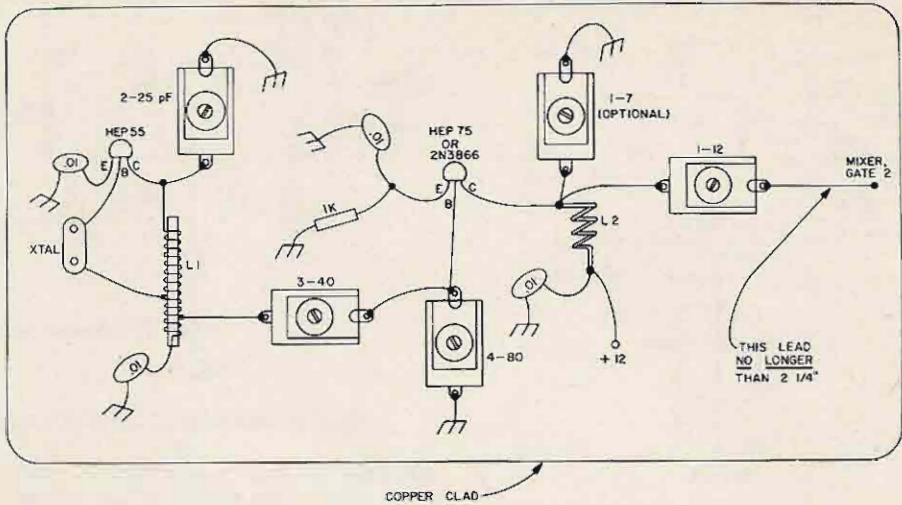 2-25 pF
HEP 55
.01
E
B
C
XTAL
L1
.01
.01
1K
HEP 75
OR
2N3866
E
B
C
3-40
4-80
1-7
(OPTIONAL)
L2
.01
+12
1-12
MIXER,
GATE 2
THIS LEAD
NO LONGER
THAN 2 1/4"
COPPER CLAD